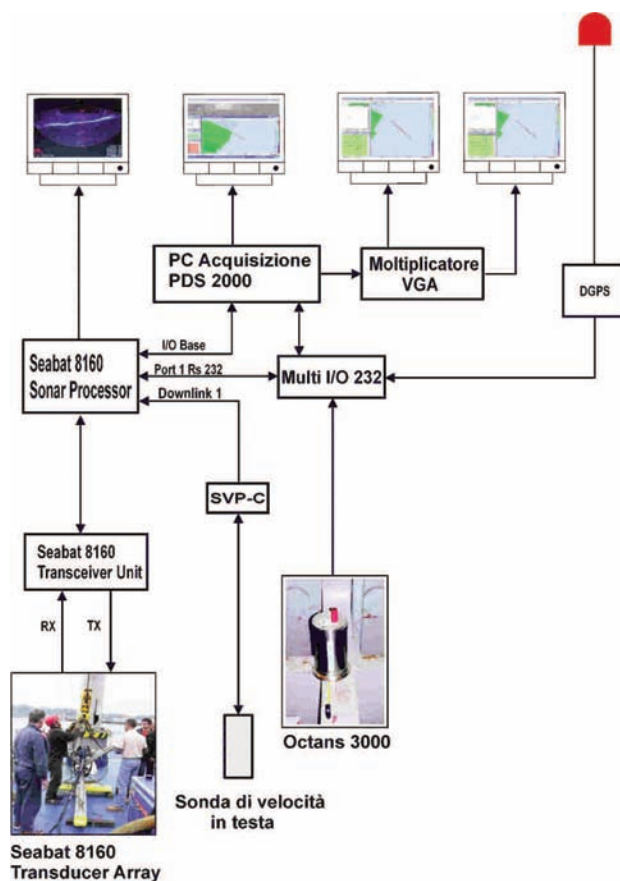 PC Acquisizione
PDS 2000
Moltiplicatore
VGA
DGPS
I/O Base
Seabat 8160
Sonar Processor
Port 1 Rs 232
Multi I/O 232
Downlink 1
SVP-C
Seabat 8160
Transceiver Unit
RX
TX
Octans 3000
Sonda di velocità
in testa
Seabat 8160
Transducer Array